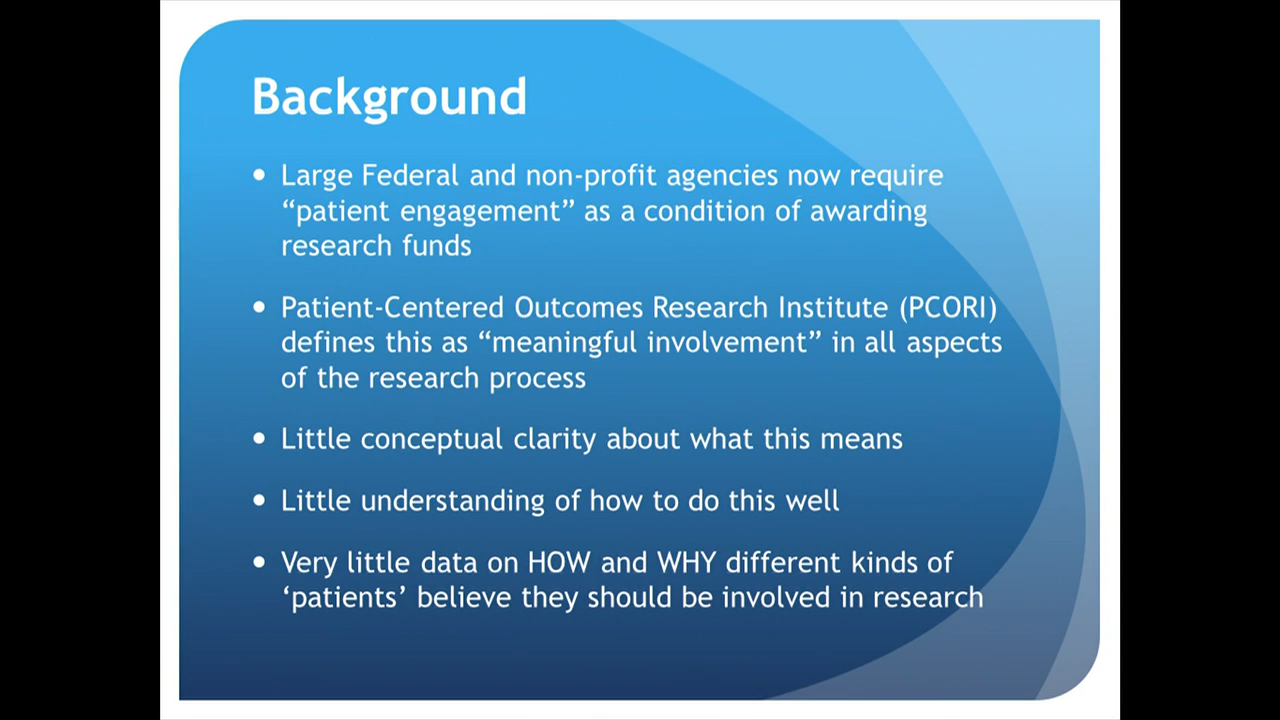 Background
• Large Federal and non-profit agencies now require
“patient engagement” as a condition of awarding
research funds
• Patient-Centered Outcomes Research Institute (PCORI)
defines this as “meaningful involvement” in all aspects
of the research process
• Little conceptual clarity about what this means
• Little understanding of how to do this well
• Very little data on HOW and WHY different kinds of
‘patients’ believe they should be involved in research